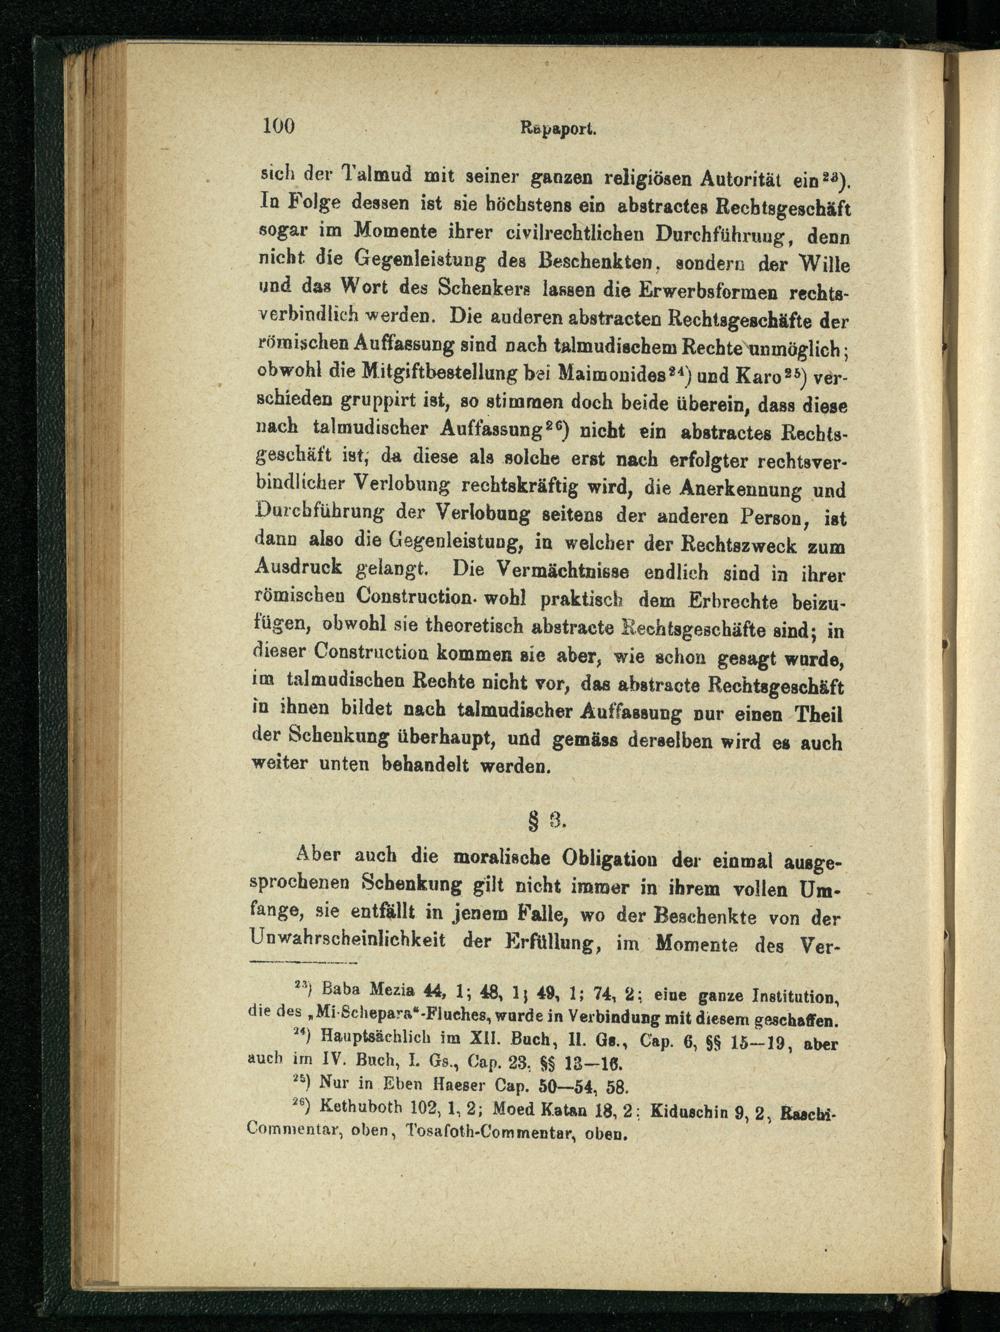 100
Rapaport.
sich der Talmud mit seiner ganzen religiösen Autorität ein²³).
In Folge dessen ist sie höchstens ein abstractes Rechtsgeschäft
sogar im Momente ihrer civilrechtlichen Durchführung, denn
nicht die Gegenleistung des Beschenkten, sondern der Wille
und das Wort des Schenkers lassen die Erwerbsformen rechts-
verbindlich werden. Die anderen abstracten Rechtsgeschäfte der
römischen Auffassung sind nach talmudischem Rechte unmöglich;
obwohl die Mitgiftbestellung bei Maimonides²⁴) und Karo²⁵) ver-
schieden gruppirt ist, so stimmen doch beide überein, dass diese
nach talmudischer Auffassung²⁶) nicht ein abstractes Rechts-
geschäft ist, da diese als solche erst nach erfolgter rechtsver-
bindlicher Verlobung rechtskräftig wird, die Anerkennung und
Durchführung der Verlobung seitens der anderen Person, ist
dann also die Gegenleistung, in welcher der Rechtszweck zum
Ausdruck gelangt. Die Vermächtnisse endlich sind in ihrer
römischen Construction wohl praktisch dem Erbrechte beizu-
fügen, obwohl sie theoretisch abstracte Rechtsgeschäfte sind; in
dieser Construction kommen sie aber, wie schon gesagt wurde,
im talmudischen Rechte nicht vor, das abstracte Rechtsgeschäft
in ihnen bildet nach talmudischer Auffassung nur einen Theil
der Schenkung überhaupt, und gemäss derselben wird es auch
weiter unten behandelt werden.
§ 3.
Aber auch die moralische Obligation der einmal ausge-
sprochenen Schenkung gilt nicht immer in ihrem vollen Um-
fange, sie entfällt in jenem Falle, wo der Beschenkte von der
Unwahrscheinlichkeit der Erfüllung, im Momente des Ver-
²³) Baba Mezia 44, 1; 48, 1; 49, 1; 74, 2; eine ganze Institution,
die des „Mi-Schepara“-Fluches, wurde in Verbindung mit diesem geschaffen.
²⁴) Hauptsächlich im XII. Buch, II. Gs., Cap. 6, §§ 15—19, aber
auch im IV. Buch, I. Gs., Cap. 23, §§ 13—16.
²⁵) Nur in Eben Haeser Cap. 50—54, 58.
²⁶) Kethuboth 102, 1, 2; Moed Katan 18, 2; Kiduschin 9, 2, Raschi-
Commentar, oben, Tosafoth-Commentar, oben.